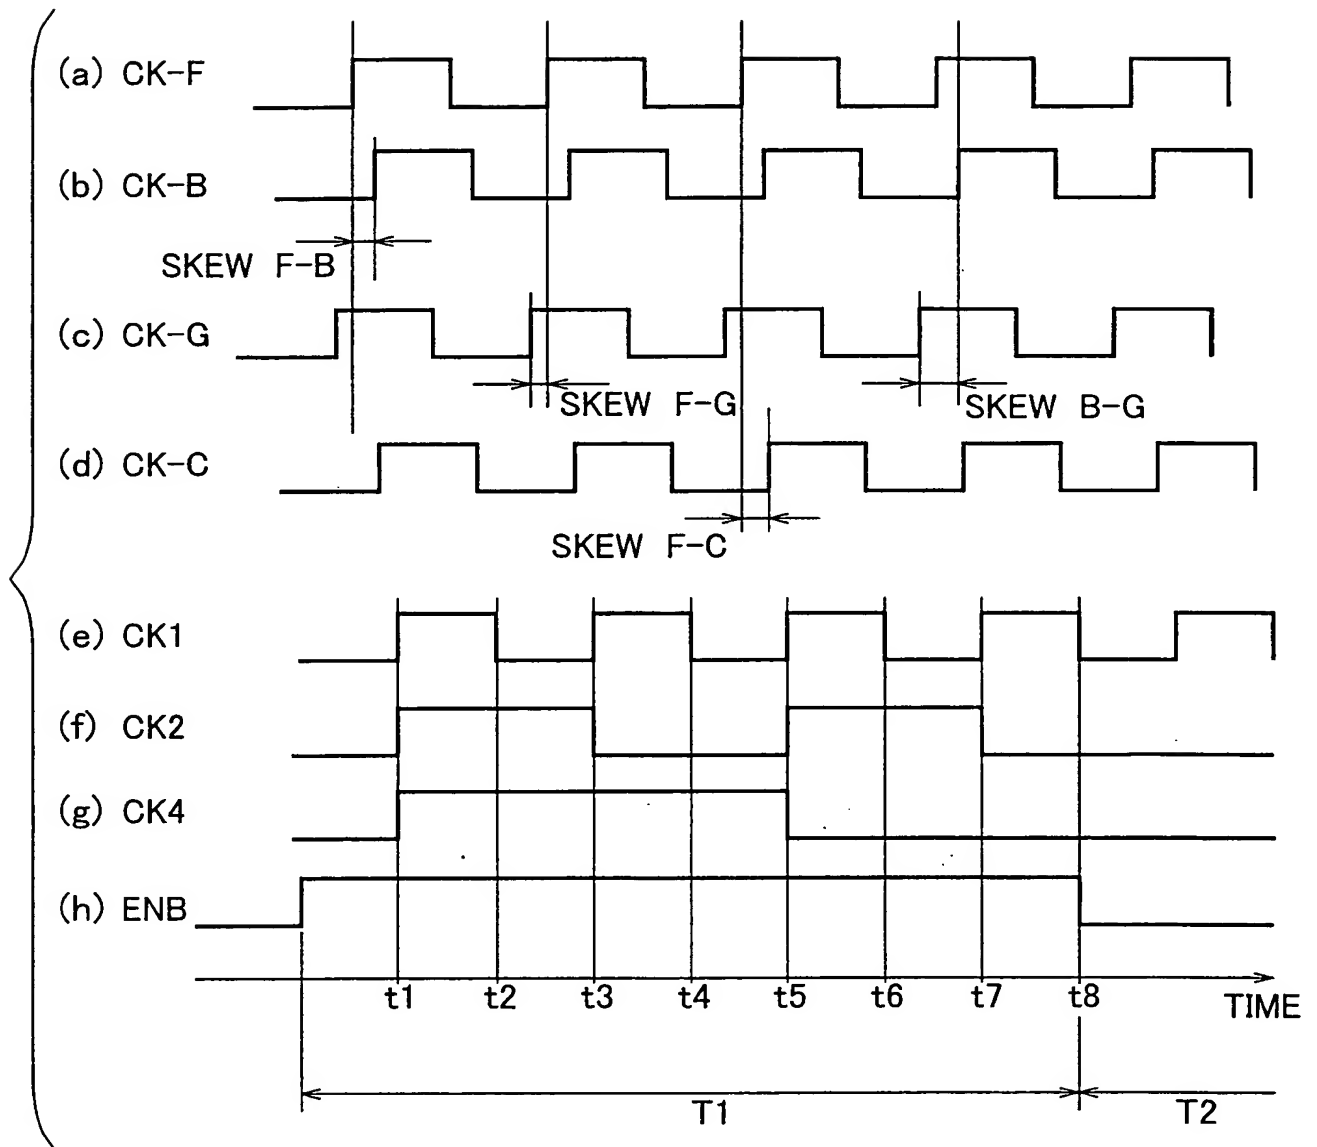 (a) CK-F
(b) CK-B
SKEW F-B
(c) CK-G
SKEW F-G
SKEW B-G
(d) CK-C
SKEW F-C
(e) CK1
(f) CK2
(g) CK4
(h) ENB
t1 t2 t3 t4 t5 t6 t7 t8 TIME
T1 T2